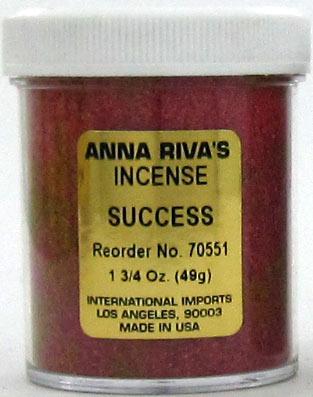 ANNA RIVA'S
INCENSE
SUCCESS
Reorder No. 70551
1 3/4 Oz. (49g)
INTERNATIONAL IMPORTS
LOS ANGELES, 90003
MADE IN USA